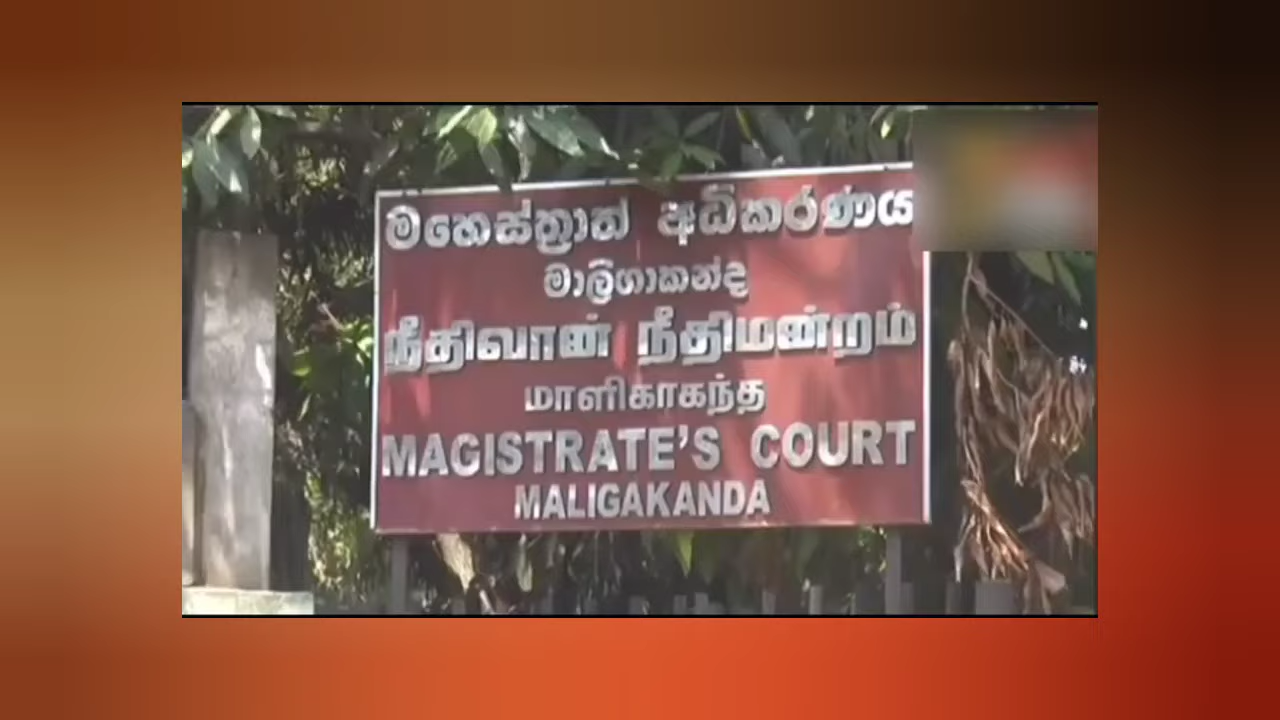 මහෙස්ත්‍රාත් අධිකරණය
මාලිගාකන්ද
நீதிவான் நீதிமன்றம்
மாளிகாகந்த
MAGISTRATE'S COURT
MALIGAKANDA